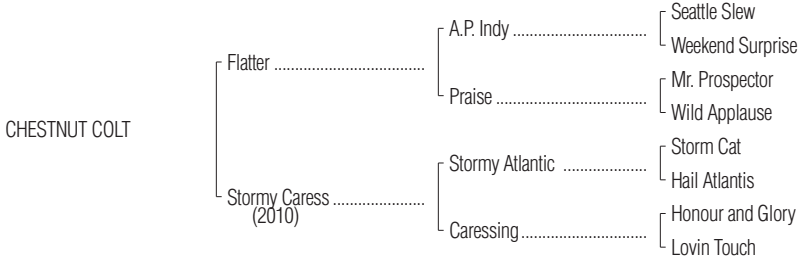 Seattle Slew
A.P. Indy ..............................
Weekend Surprise
Flatter ..................................
Mr. Prospector
Praise ..................................
Wild Applause
CHESTNUT COLT
Storm Cat
Stormy Atlantic ..................
Hail Atlantis
Stormy Caress ....................
(2010)
Honour and Glory
Caressing............................
Lovin Touch